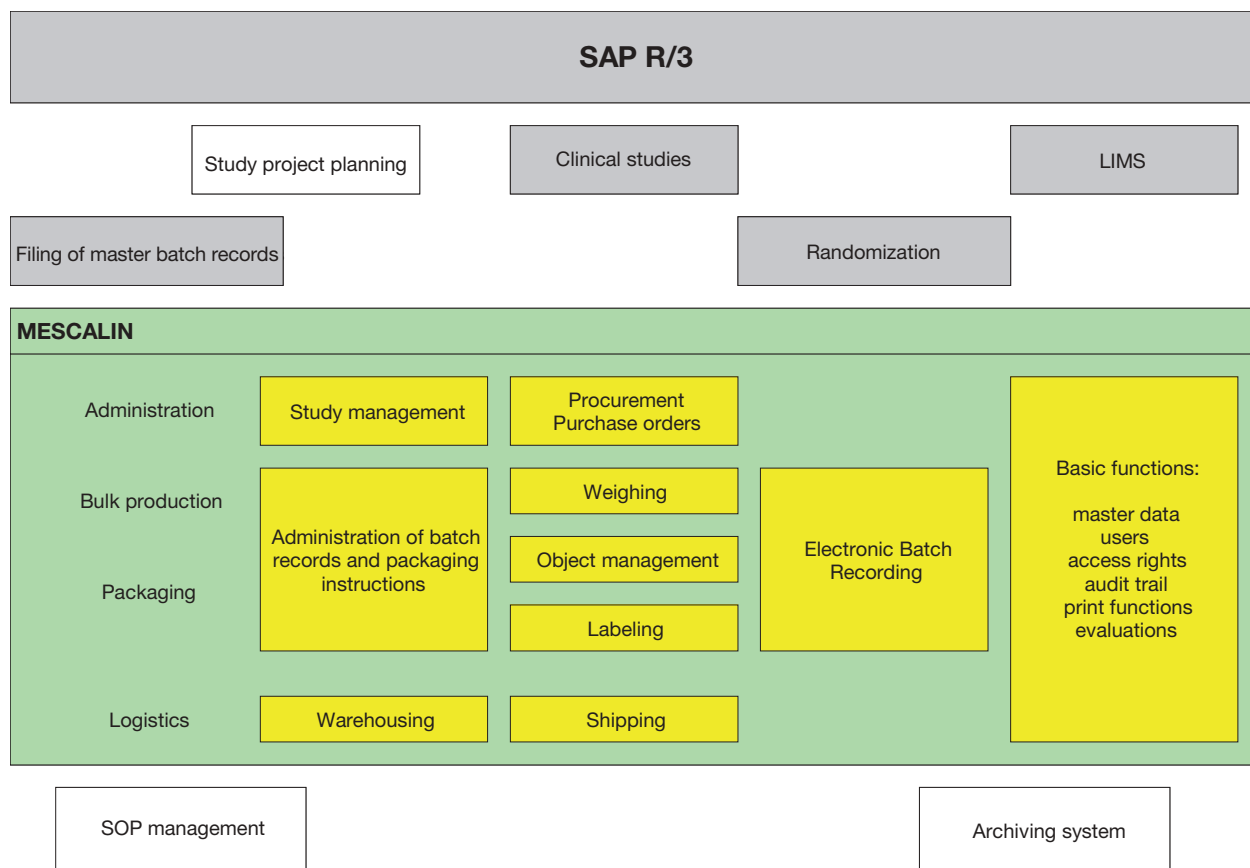 SAP R/3
Study project planning
Clinical studies
LIMS
Filing of master batch records
Randomization
MESCALIN
Administration
Study management
Procurement
Purchase orders
Bulk production
Packaging
Administration of batch
records and packaging
instructions
Weighing
Object management
Labeling
Electronic Batch
Recording
Basic functions:
master data
users
access rights
audit trail
print functions
evaluations
Logistics
Warehousing
Shipping
SOP management
Archiving system